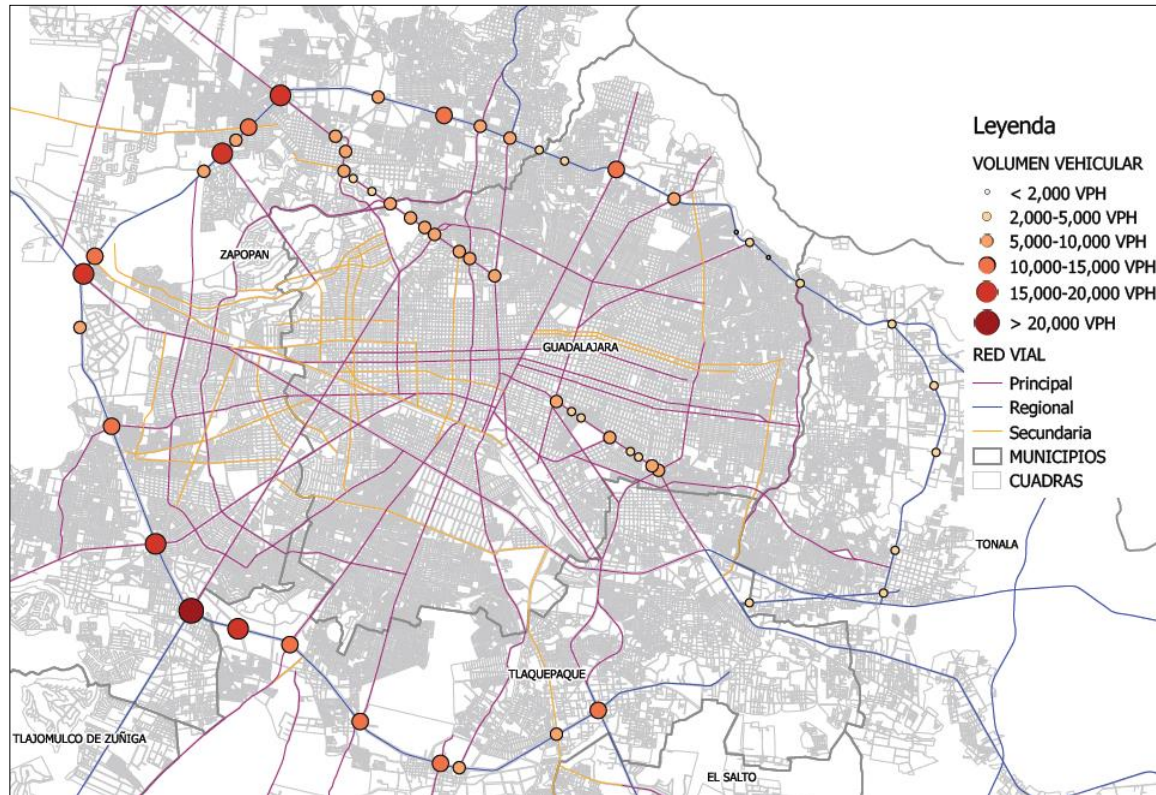 Leyenda
VOLUMEN VEHICULAR
< 2,000 VPH
2,000-5,000 VPH
5,000-10,000 VPH
10,000-15,000 VPH
15,000-20,000 VPH
> 20,000 VPH
RED VIAL
Principal
Regional
Secundaria
MUNICIPIOS
CUADRAS
ZAPOPAN
GUADALAJARA
TONALA
TLAQUEPAQUE
TLAJOMULCO DE ZUÑIGA
EL SALTO